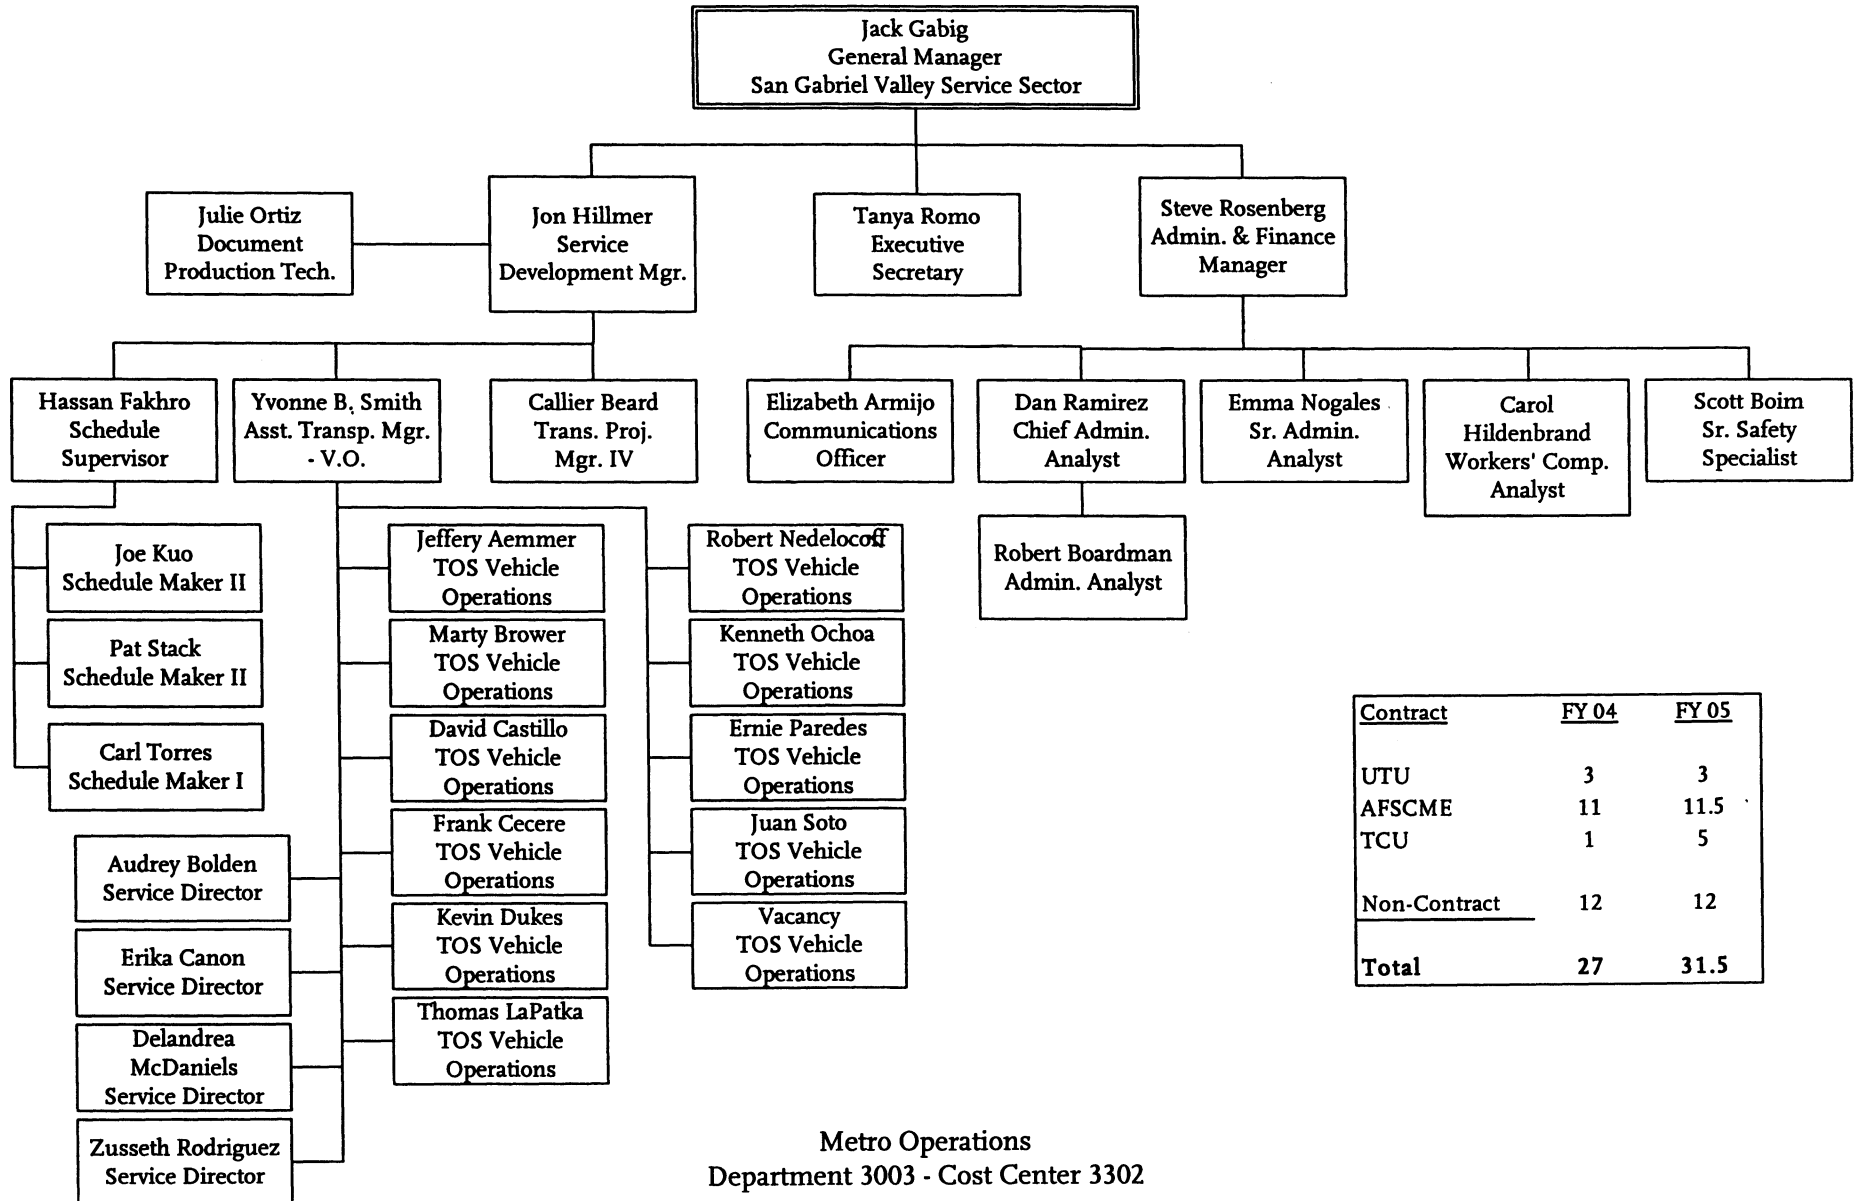 Jack Gabig
General Manager
San Gabriel Valley Service Sector
Julie Ortiz
Document
Production Tech.
Jon Hillmer
Service
Development Mgr.
Tanya Romo
Executive
Secretary
Steve Rosenberg
Admin. & Finance
Manager
Hassan Fakhro
Schedule
Supervisor
Yvonne B. Smith
Asst. Transp. Mgr.
- V.O.
Callier Beard
Trans. Proj.
Mgr. IV
Elizabeth Armijo
Communications
Officer
Dan Ramirez
Chief Admin.
Analyst
Emma Nogales
Sr. Admin.
Analyst
Carol
Hildenbrand
Workers' Comp.
Analyst
Scott Boim
Sr. Safety
Specialist
Joe Kuo
Schedule Maker II
Pat Stack
Schedule Maker II
Carl Torres
Schedule Maker I
Audrey Bolden
Service Director
Erika Canon
Service Director
Delandrea
McDaniels
Service Director
Zusseth Rodriguez
Service Director
Jeffery Aemmer
TOS Vehicle
Operations
Marty Brower
TOS Vehicle
Operations
David Castillo
TOS Vehicle
Operations
Frank Cecere
TOS Vehicle
Operations
Kevin Dukes
TOS Vehicle
Operations
Thomas LaPatka
TOS Vehicle
Operations
Robert Nedelocoff
TOS Vehicle
Operations
Kenneth Ochoa
TOS Vehicle
Operations
Ernie Paredes
TOS Vehicle
Operations
Juan Soto
TOS Vehicle
Operations
Vacancy
TOS Vehicle
Operations
Robert Boardman
Admin. Analyst
Contract FY 04 FY 05
UTU 3 3
AFSCME 11 11.5
TCU 1 5
Non-Contract 12 12
Total 27 31.5
Metro Operations
Department 3003 - Cost Center 3302